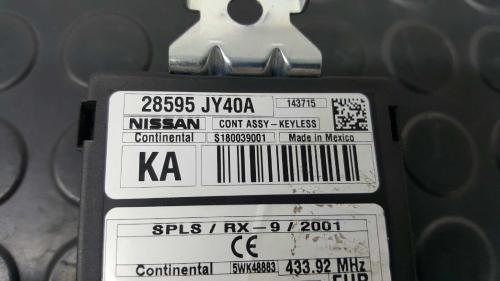 28595 JY40A 143715
NISSAN CONT ASSY-KEYLESS
Continental S180039001 Made in Mexico
KA
SPLS / RX-9 / 2001
CE
Continental 5WK48883 433.92 MHz
EUR